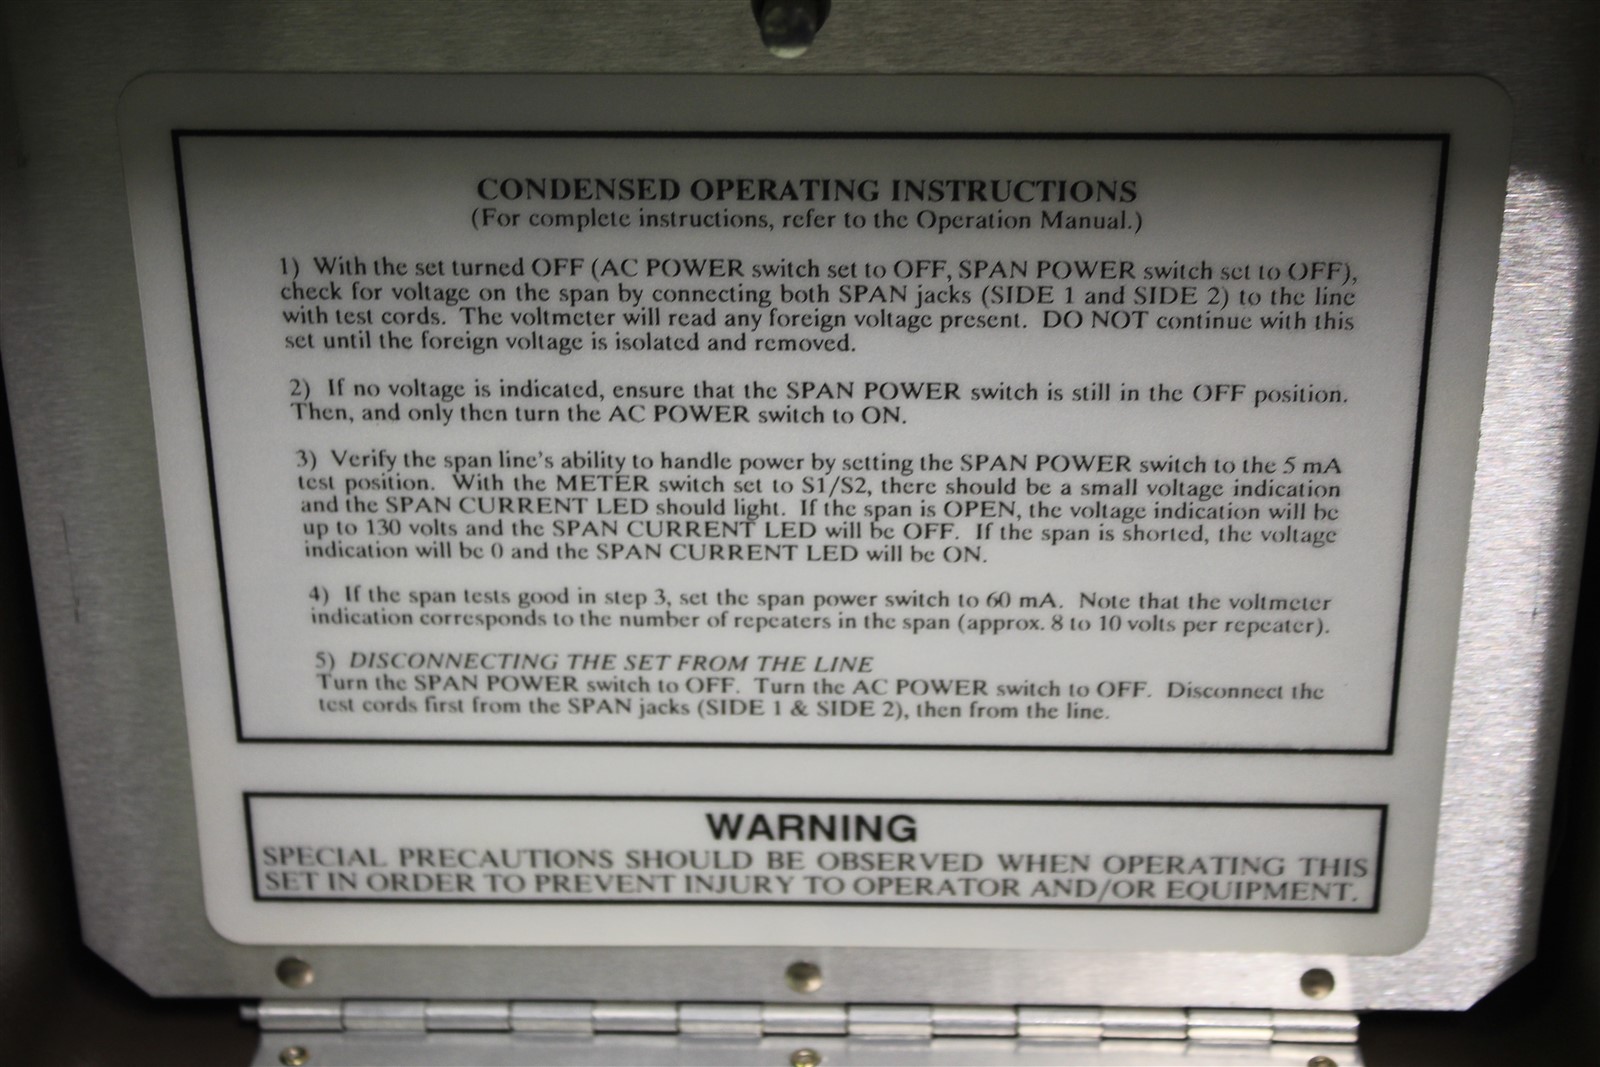 CONDENSED OPERATING INSTRUCTIONS
(For complete instructions, refer to the Operation Manual.)
1) With the set turned OFF (AC POWER switch set to OFF, SPAN POWER switch set to OFF),
check for voltage on the span by connecting both SPAN jacks (SIDE 1 and SIDE 2) to the line
with test cords. The voltmeter will read any foreign voltage present. DO NOT continue with this
set until the foreign voltage is isolated and removed.
2) If no voltage is indicated, ensure that the SPAN POWER switch is still in the OFF position.
Then, and only then turn the AC POWER switch to ON.
3) Verify the span line's ability to handle power by setting the SPAN POWER switch to the 5 mA
test position. With the METER switch set to S1/S2, there should be a small voltage indication
and the SPAN CURRENT LED should light. If the span is OPEN, the voltage indication will be
up to 130 volts and the SPAN CURRENT LED will be OFF. If the span is shorted, the voltage
indication will be 0 and the SPAN CURRENT LED will be ON.
4) If the span tests good in step 3, set the span power switch to 60 mA. Note that the voltmeter
indication corresponds to the number of repeaters in the span (approx. 8 to 10 volts per repeater).
5) DISCONNECTING THE SET FROM THE LINE
Turn the SPAN POWER switch to OFF. Turn the AC POWER switch to OFF. Disconnect the
test cords first from the SPAN jacks (SIDE 1 & SIDE 2), then from the line.
WARNING
SPECIAL PRECAUTIONS SHOULD BE OBSERVED WHEN OPERATING THIS
SET IN ORDER TO PREVENT INJURY TO OPERATOR AND/OR EQUIPMENT.